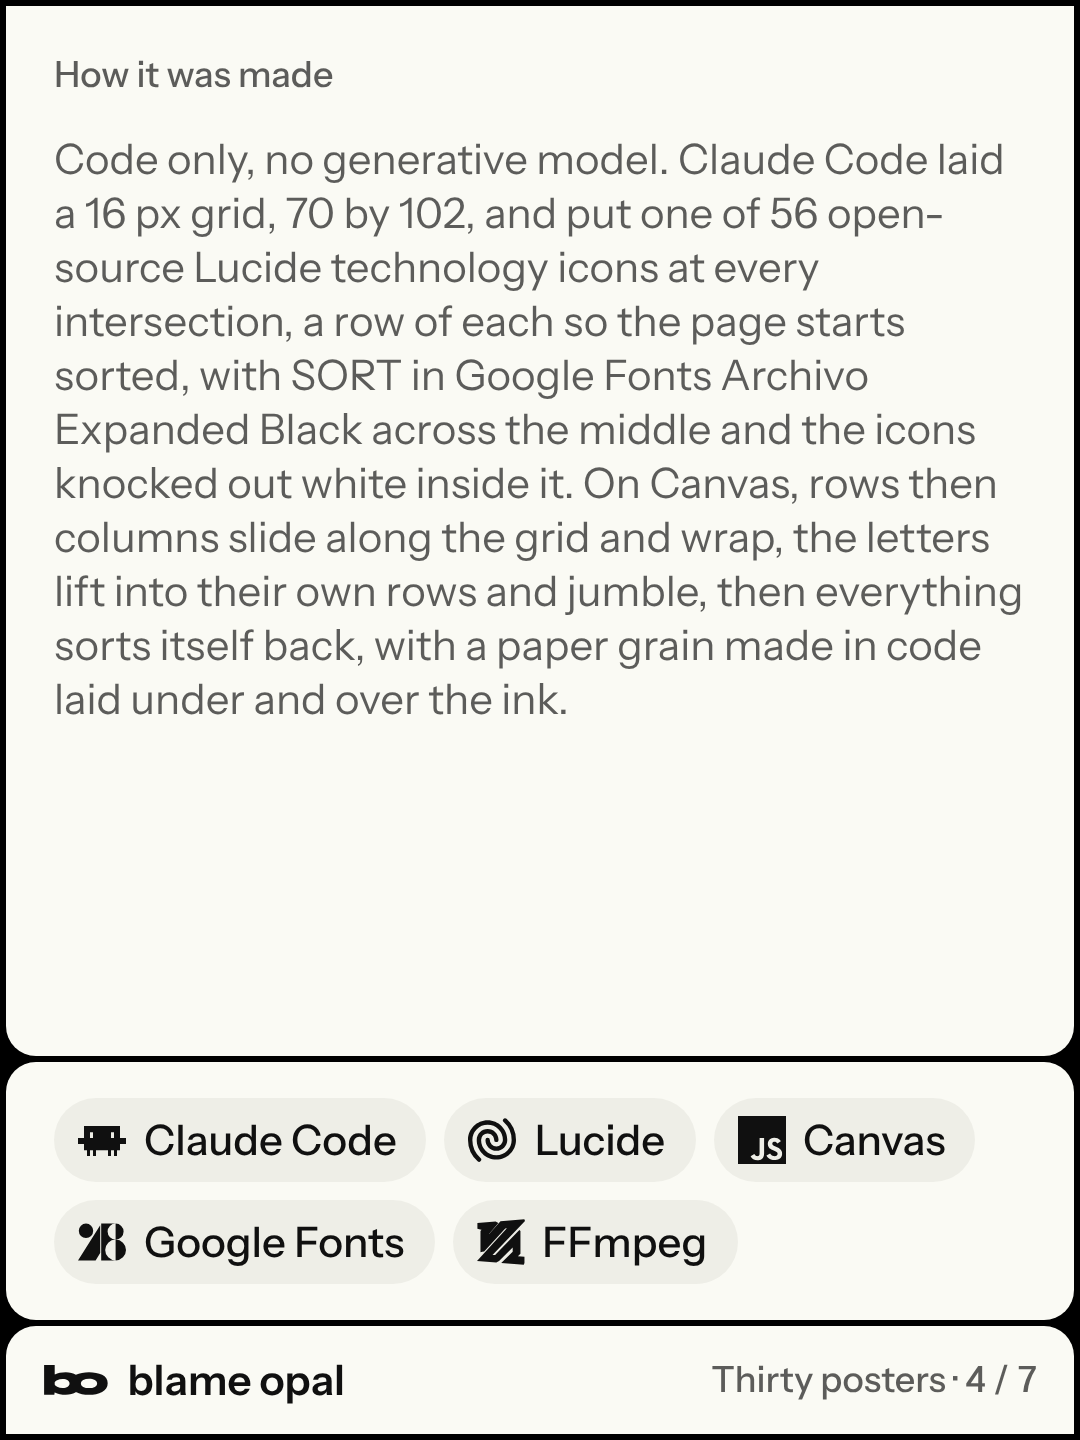 How it was made
Code only, no generative model. Claude Code laid
a 16 px grid, 70 by 102, and put one of 56 open-
source Lucide technology icons at every
intersection, a row of each so the page starts
sorted, with SORT in Google Fonts Archivo
Expanded Black across the middle and the icons
knocked out white inside it. On Canvas, rows then
columns slide along the grid and wrap, the letters
lift into their own rows and jumble, then everything
sorts itself back, with a paper grain made in code
laid under and over the ink.
Claude Code
Lucide
JS Canvas
Google Fonts
FFmpeg
bo blame opal
Thirty posters · 4 / 7